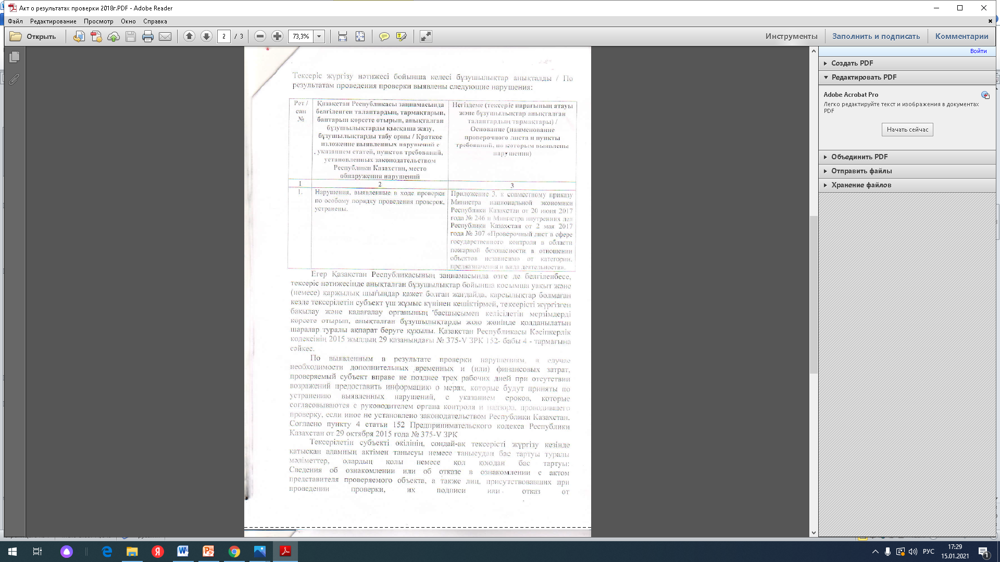 Акт о результатах проверки 2018г.PDF - Adobe Reader
Файл Редактирование Просмотр Окно Справка
Открыть 2 / 3 73,3% Инструменты Заполнить и подписать Комментарии
Войти
Создать PDF
Редактировать PDF
Adobe Acrobat Pro
Легко редактируйте текст и изображения в документах
PDF
Начать сейчас
Объединить PDF
Отправить файлы
Хранение файлов
Тексеріс жүргізу нәтижесі бойынша келесі бұзушылықтар анықталды / По
результатам проведения проверки выявлены следующие нарушения:
Рет /
сан
№
Қазақстан Республикасы заңнамасында
белгіленген талаптардың, тармақтарын,
баптарын көрсете отырып, анықталған
бұзушылықтарды қысқаша жазу,
бұзушылықтарды табу орны / Краткое
изложение выявленных нарушений с
указанием статей, пунктов требований,
установленных законодательством
Республики Казахстан, место
обнаружения нарушений
Негіздеме (тексеріс парағының атауы
және бұзушылықтар анықталған
талаптардың тармақтары) /
Основание (наименование
проверочного листа и пункты
требований, по которым выявлены
нарушения)
1 2 3
1.
Нарушения, выявленные в ходе проверки
по особому порядку проведения проверок,
устранены.
Приложение 3, к совместному приказу
Министра национальной экономики
Республики Казахстан от 20 июня 2017
года № 246 и Министра внутренних дел
Республики Казахстан от 2 мая 2017
года № 307 «Проверочный лист в сфере
государственного контроля в области
пожарной безопасности в отношении
объектов независимо от категории,
предназначения и вида деятельности».
Егер Қазақстан Республикасының заңнамасында өзге де белгіленбесе,
тексеріс нәтижесінде анықталған бұзушылықтар бойынша қосымша уақыт және
(немесе) қаржылық шығындар қажет болған жағдайда, қарсылықтар болмаған
кезде тексерілетін субъект үш жұмыс күнінен кешіктірмей, тексерісті жүргізген
бақылау және қадағалау органының басшысымен келісілетін мерзімдерді
көрсете отырып, анықталған бұзушылықтарды жою жөнінде қолданылатын
шаралар туралы ақпарат беруге құқылы. Қазақстан Республикасы Кәсіпкерлік
кодексінің 2015 жылдың 29 қазанындағы № 375-V ЗРК 152- бабы 4 - тармағына
сәйкес.
По выявленным в результате проверки нарушениям, в случае
необходимости дополнительных временных и (или) финансовых затрат,
проверяемый субъект вправе не позднее трех рабочих дней при отсутствии
возражений предоставить информацию о мерах, которые будут приняты по
устранению выявленных нарушений, с указанием сроков, которые
согласовываются с руководителем органа контроля и надзора, проводившего
проверку, если иное не установлено законодательством Республики Казахстан.
Согласно пункту 4 статьи 152 Предпринимательского кодекса Республики
Казахстан от 29 октября 2015 года № 375-V ЗРК
Тексерілетін субъекті өкілінің, сондай-ақ тексерісті жүргізу кезінде
қатысқан адамның актімен танысуы немесе танысудан бас тартуы туралы
мәліметтер, олардың қолы немесе қол қоюдан бас тартуы:
Сведения об ознакомлении или об отказе в ознакомлении с актом
представителя проверяемого объекта, а также лиц, присутствовавших при
проведении проверки, их подписи или отказ от
РУС
17:29
15.01.2021